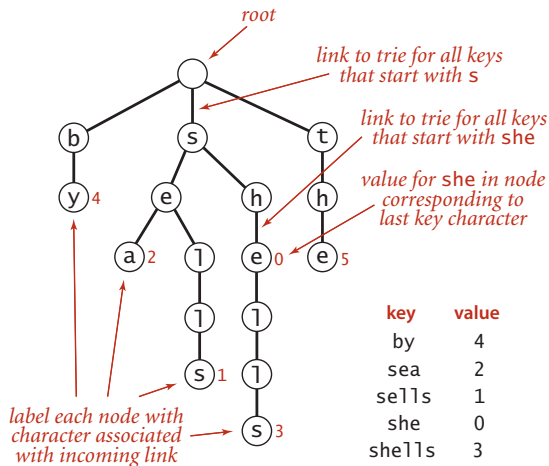 root
link to trie for all keys
that start with s
link to trie for all keys
that start with she
b
s
t
value for she in node
corresponding to
last key character
y 4
e
h
h
a 2
l
e 0
e 5
l
l
key value
by 4
s 1
l
sea 2
sells 1
label each node with
character associated
with incoming link
s 3
she 0
shells 3